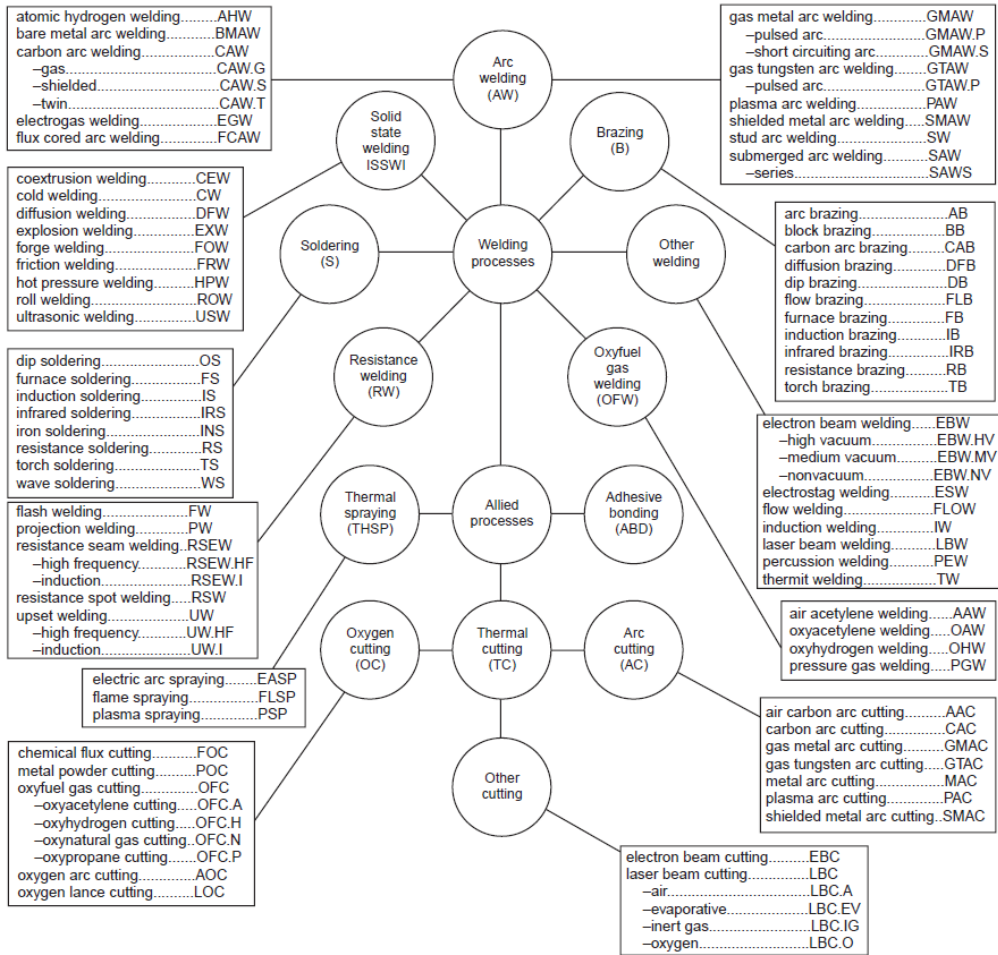 atomic hydrogen welding..........AHW
bare metal arc welding.......BMAW
carbon arc welding..........CAW
–gas..........................CAW.G
–shielded..................CAW.S
–twin.........................CAW.T
electrogas welding..........EGW
flux cored arc welding.......FCAW
Arc
welding
(AW)
gas metal arc welding........GMAW
–pulsed arc.................GMAW.P
–short circuiting arc....GMAW.S
gas tungsten arc welding...GTAW
–pulsed arc.................GTAW.P
plasma arc welding............PAW
shielded metal arc welding.SMAW
stud arc welding.................SW
submerged arc welding......SAW
–series.........................SAWS
Solid
state
welding
ISSWI
Brazing
(B)
coextrusion welding............CEW
cold welding........................CW
diffusion welding.................DFW
explosion welding...............EXW
forge welding.....................FOW
friction welding...................FRW
hot pressure welding..........HPW
roll welding........................ROW
ultrasonic welding..............USW
Soldering
(S)
Welding
processes
Other
welding
arc brazing.....................AB
block brazing..................BB
carbon arc brazing..........CAB
diffusion brazing.............DFB
dip brazing.....................DB
flow brazing....................FLB
furnace brazing..............FB
induction brazing............IB
infrared brazing..............IRB
resistance brazing..........RB
torch brazing..................TB
dip soldering...................OS
furnace soldering............FS
induction soldering..........IS
infrared soldering............IRS
iron soldering..................INS
resistance soldering........RS
torch soldering................TS
wave soldering................WS
Resistance
welding
(RW)
Oxyfuel
gas
welding
(OFW)
electron beam welding.....EBW
–high vacuum..............EBW.HV
–medium vacuum........EBW.MV
–nonvacuum...............EBW.NV
electrostag welding..........ESW
flow welding.....................FLOW
induction welding.............IW
laser beam welding..........LBW
percussion welding..........PEW
thermit welding................TW
flash welding.....................FW
projection welding.............PW
resistance seam welding..RSEW
–high frequency............RSEW.HF
–induction....................RSEW.I
resistance spot welding....RSW
upset welding...................UW
–high frequency............UW.HF
–induction....................UW.I
Thermal
spraying
(THSP)
Allied
processes
Adhesive
bonding
(ABD)
air acetylene welding........AAW
oxyacetylene welding.......OAW
oxyhydrogen welding.......OHW
pressure gas welding.......PGW
Oxygen
cutting
(OC)
Thermal
cutting
(TC)
Arc
cutting
(AC)
electric arc spraying........EASP
flame spraying................FLSP
plasma spraying..............PSP
air carbon arc cutting..........AAC
carbon arc cutting...............CAC
gas metal arc cutting..........GMAC
gas tungsten arc cutting.....GTAC
metal arc cutting.................MAC
plasma arc cutting..............PAC
shielded metal arc cutting..SMAC
chemical flux cutting..........FOC
metal powder cutting.........POC
oxyfuel gas cutting............OFC
–oxyacetylene cutting.....OFC.A
–oxyhydrogen cutting.....OFC.H
–oxynatural gas cutting..OFC.N
–oxypropane cutting.......OFC.P
oxygen arc cutting.............AOC
oxygen lance cutting.........LOC
Other
cutting
electron beam cutting..........EBC
laser beam cutting...............LBC
–air...............................LBC.A
–evaporative.................LBC.EV
–inert gas.....................LBC.IG
–oxygen.......................LBC.O